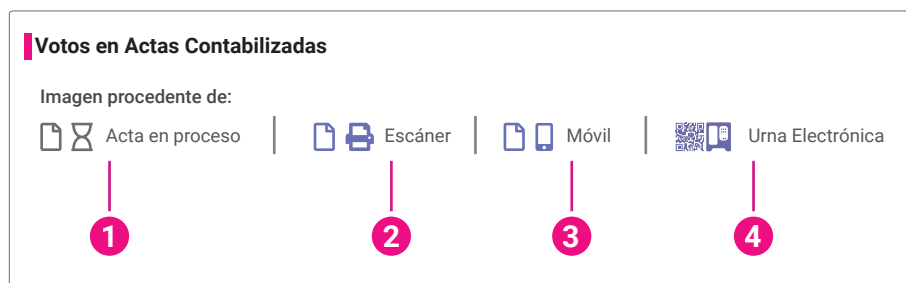 Votos en Actas Contabilizadas
Imagen procedente de:
Acta en proceso Escáner Móvil Urna Electrónica
1 2 3 4